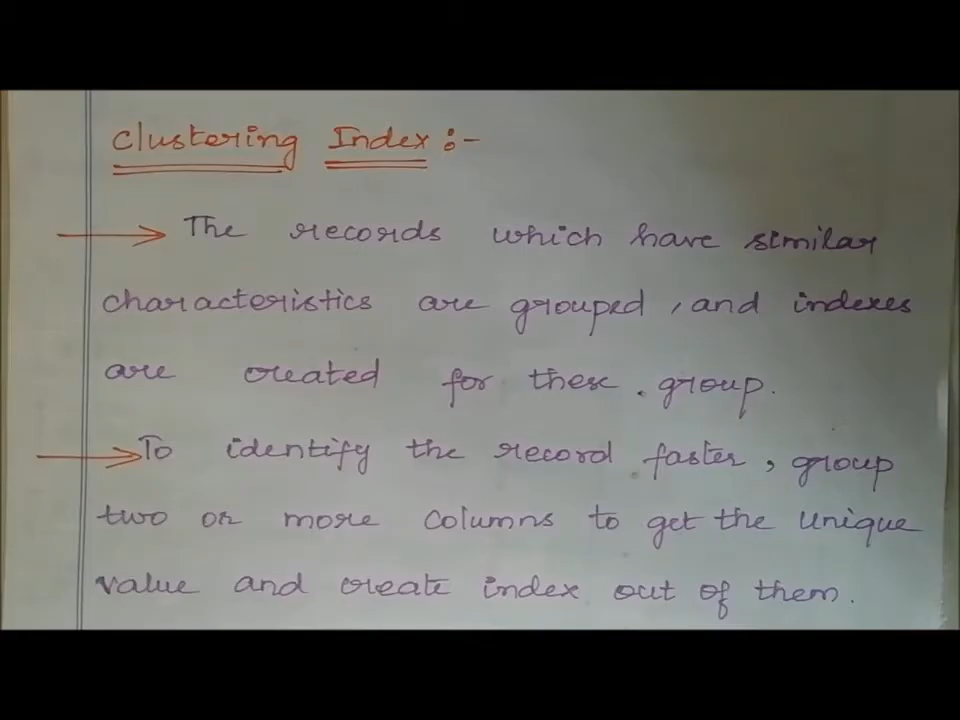 Clustering Index :-
→ The records which have similar
characteristics are grouped, and indexes
are created for these group.
→ To identify the record faster, group
two or more columns to get the unique
value and create index out of them.